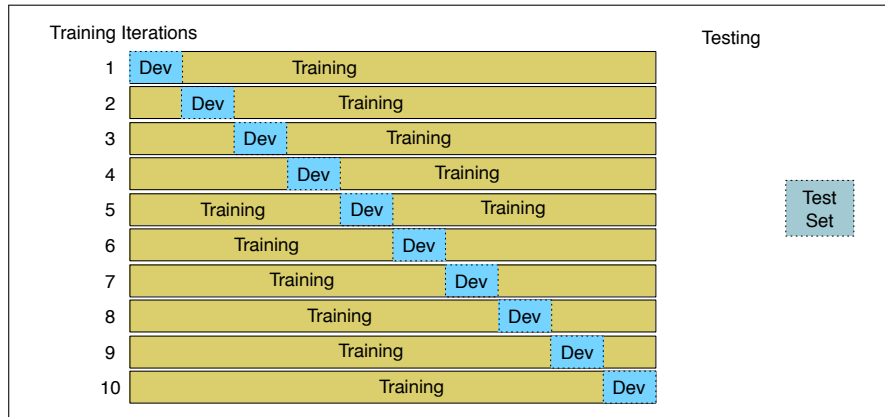 Training Iterations
Testing
1 Dev Training
2 Dev Training
3 Dev Training
4 Dev Training
5 Training Dev Training
6 Training Dev
7 Training Dev
8 Training Dev
9 Training Dev
10 Training Dev
Test
Set